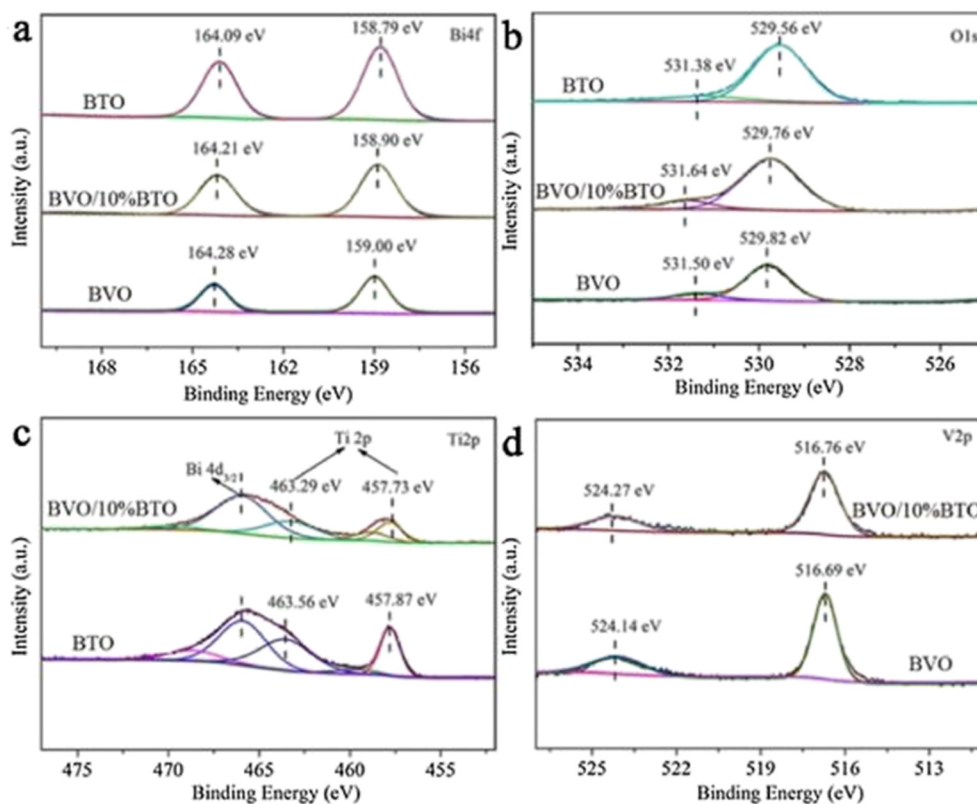 a
Bi4f
164.09 eV
158.79 eV
BTO
164.21 eV
158.90 eV
BVO/10%BTO
164.28 eV
159.00 eV
BVO
Intensity (a.u.)
168 165 162 159 156
Binding Energy (eV)
b
O1s
529.56 eV
531.38 eV
BTO
529.76 eV
531.64 eV
BVO/10%BTO
529.82 eV
531.50 eV
BVO
Intensity (a.u.)
534 532 530 528 526
Binding Energy (eV)
c
Ti 2p
Ti2p
Bi 4d3/2
463.29 eV
457.73 eV
BVO/10%BTO
463.56 eV
457.87 eV
BTO
Intensity (a.u.)
475 470 465 460 455
Binding Energy (eV)
d
V2p
516.76 eV
524.27 eV
BVO/10%BTO
516.69 eV
524.14 eV
BVO
Intensity (a.u.)
525 522 519 516 513
Binding Energy (eV)